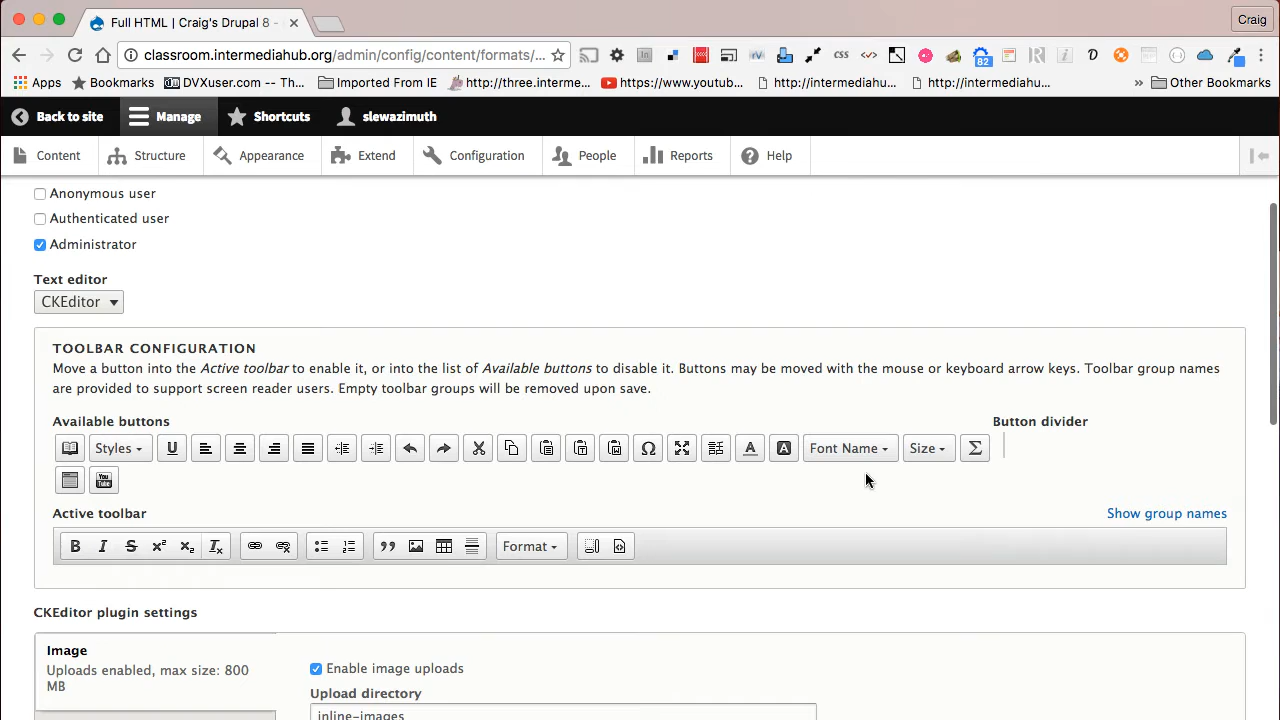 Full HTML | Craig's Drupal 8 -
Craig
classroom.intermediahub.org/admin/config/content/formats/...
82
Apps Bookmarks DVXuser.com -- Th... Imported From IE http://three.interme... https://www.youtub... http://intermediahu... http://intermediahu... » Other Bookmarks
Back to site Manage Shortcuts slewazimuth
Content Structure Appearance Extend Configuration People Reports Help
Anonymous user
Authenticated user
Administrator
Text editor
CKEditor
TOOLBAR CONFIGURATION
Move a button into the Active toolbar to enable it, or into the list of Available buttons to disable it. Buttons may be moved with the mouse or keyboard arrow keys. Toolbar group names
are provided to support screen reader users. Empty toolbar groups will be removed upon save.
Available buttons Button divider
Styles U Ω A A Font Name Size Σ
You Tube
Active toolbar Show group names
B I S x² x₂ Tx Format
CKEditor plugin settings
Image
Uploads enabled, max size: 800
MB
Enable image uploads
Upload directory
inline-images